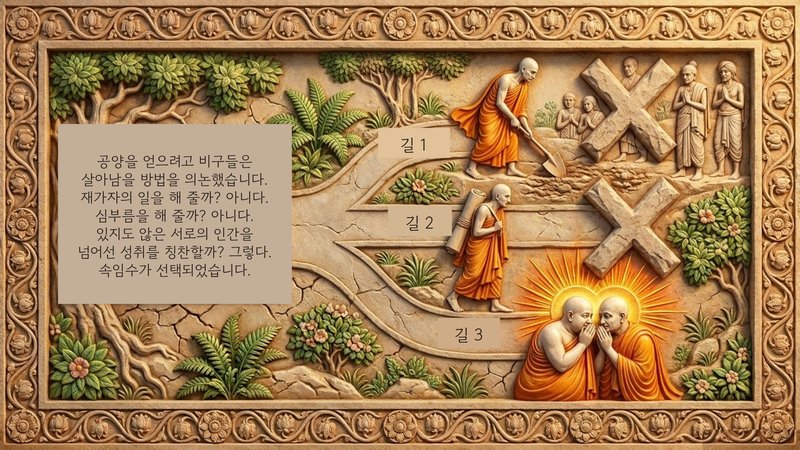 공양을 얻으려고 비구들은
살아남을 방법을 의논했습니다.
재가자의 일을 해 줄까? 아니다.
심부름을 해 줄까? 아니다.
있지도 않은 서로의 인간을
넘어선 성취를 칭찬할까? 그렇다.
속임수가 선택되었습니다.
길 1
길 2
길 3